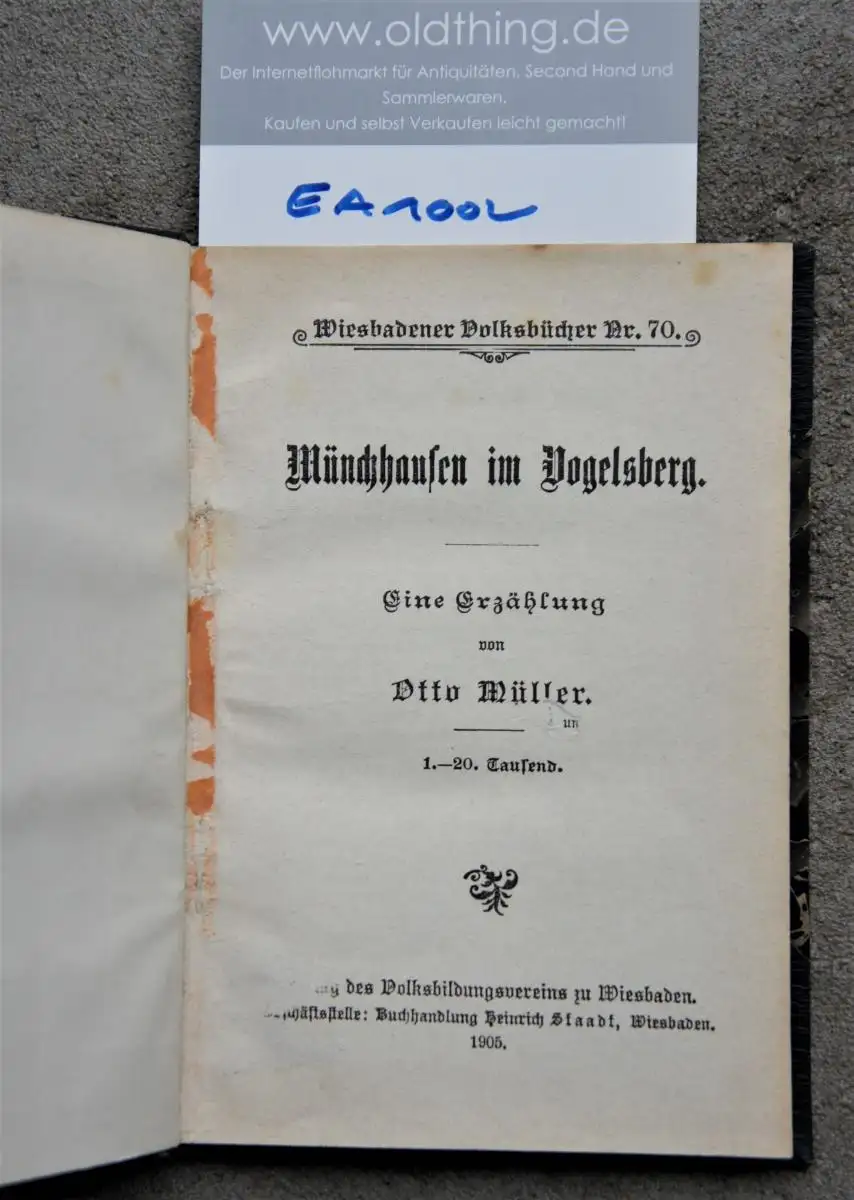 www.oldthing.de
Der Internetflohmarkt für Antiquitäten, Second Hand und
Sammlerwaren.
Kaufen und selbst Verkaufen leicht gemacht!
EA1002
Wiesbadener Volksbücher Nr. 70.
Münchhausen im Vogelsberg.
Eine Erzählung
von
Otto Müller.
un
1.—20. Tausend.
des Volksbildungsvereins zu Wiesbaden.
Buchhandlung Heinrich Staadt, Wiesbaden.
1905.